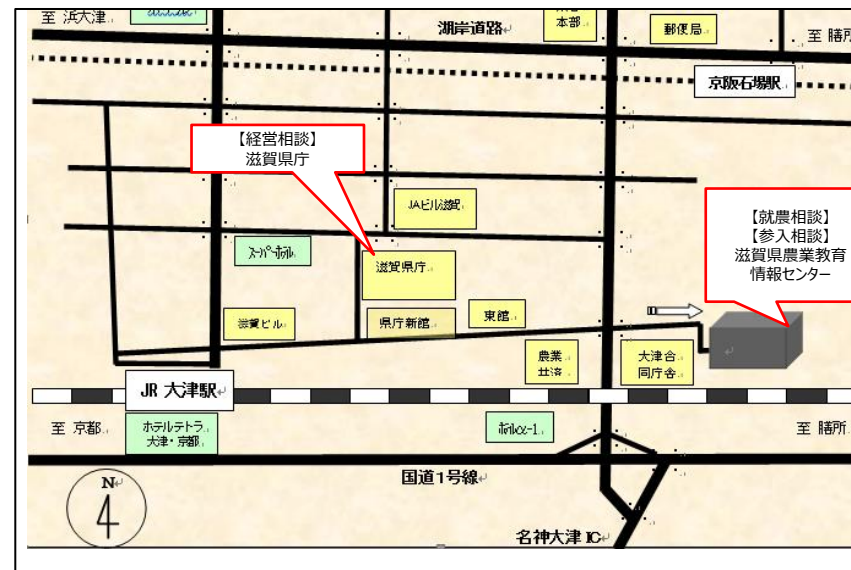 至 浜大津
湖岸道路
本部
郵便局
至 膳所
京阪石場駅
【経営相談】
滋賀県庁
JAビル滋賀
【就農相談】
【参入相談】
滋賀県農業教育
情報センター
スーパーホテル
滋賀県庁
滋賀ビル
県庁新館
東館
農業
共済
大津合
同庁舎
JR 大津駅
至 京都
ホテルテトラ
大津・京都
ホテルα-1
至 膳所
国道1号線
N
名神大津 IC